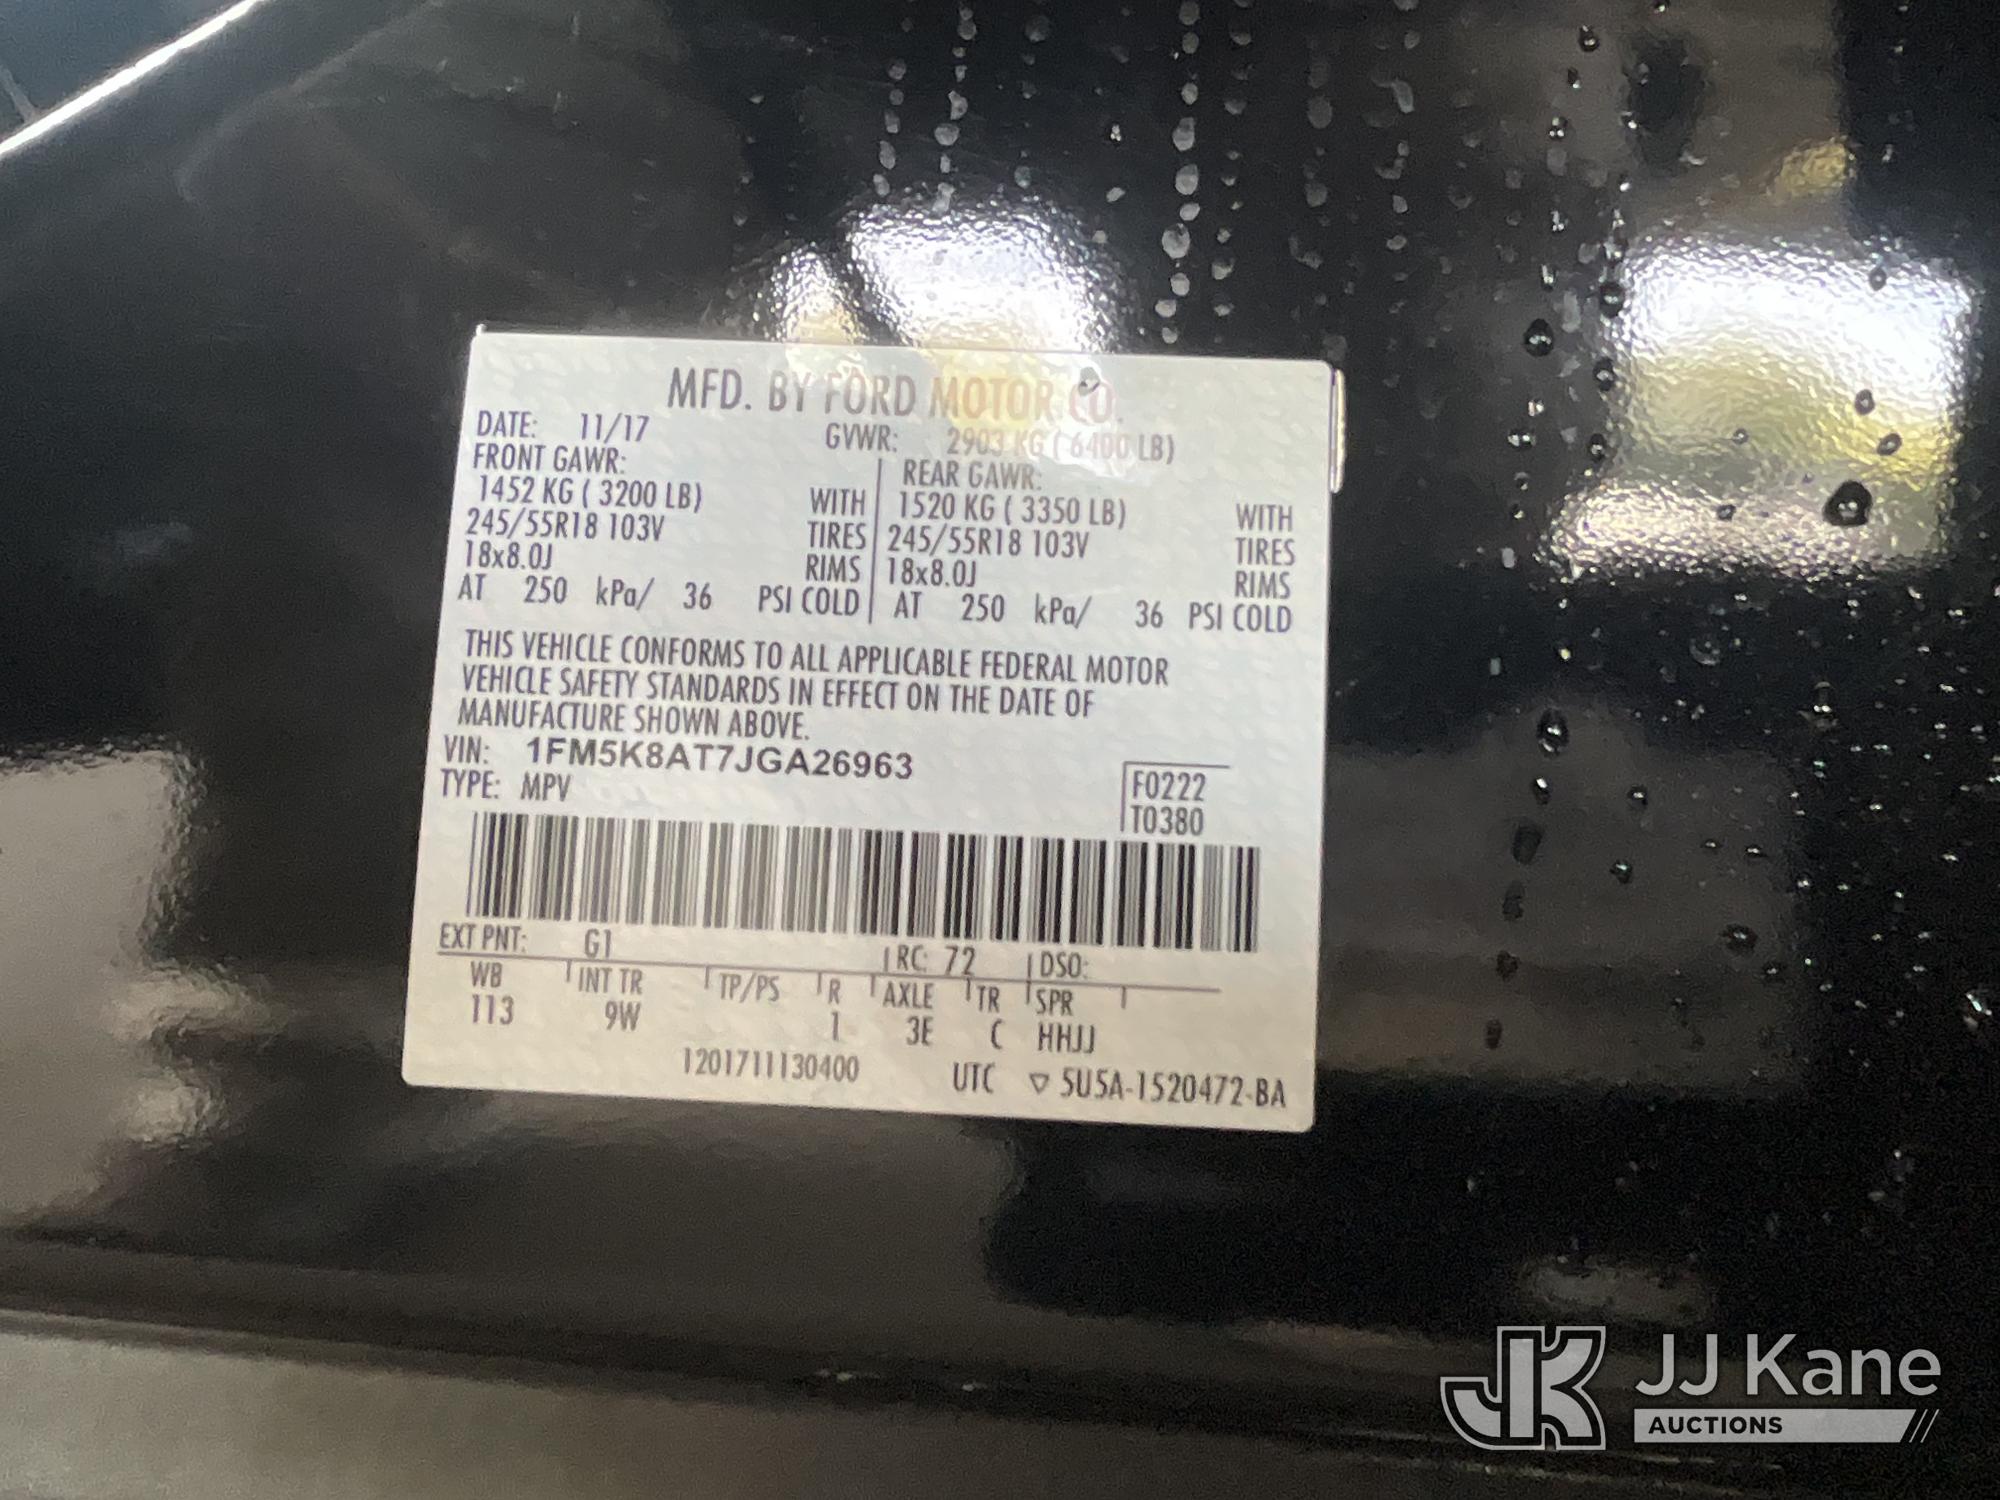 MFD. BY FORD MOTOR CO.
DATE: 11/17 GVWR: 2903 KG ( 6400 LB)
FRONT GAWR: REAR GAWR:
1452 KG ( 3200 LB) WITH 1520 KG ( 3350 LB) WITH
245/55R18 103V TIRES 245/55R18 103V TIRES
18x8.0J RIMS 18x8.0J RIMS
AT 250 kPa/ 36 PSI COLD AT 250 kPa/ 36 PSI COLD
THIS VEHICLE CONFORMS TO ALL APPLICABLE FEDERAL MOTOR
VEHICLE SAFETY STANDARDS IN EFFECT ON THE DATE OF
MANUFACTURE SHOWN ABOVE.
VIN: 1FM5K8AT7JGA26963
TYPE: MPV
F0222
T0380
EXT PNT: G1 RC: 72 DSO:
WB INT TR TP/PS R AXLE TR SPR
113 9W 1 3E C HHJJ
1201711130400 UTC ▽ 5U5A-1520472-BA
JK JJ Kane
AUCTIONS